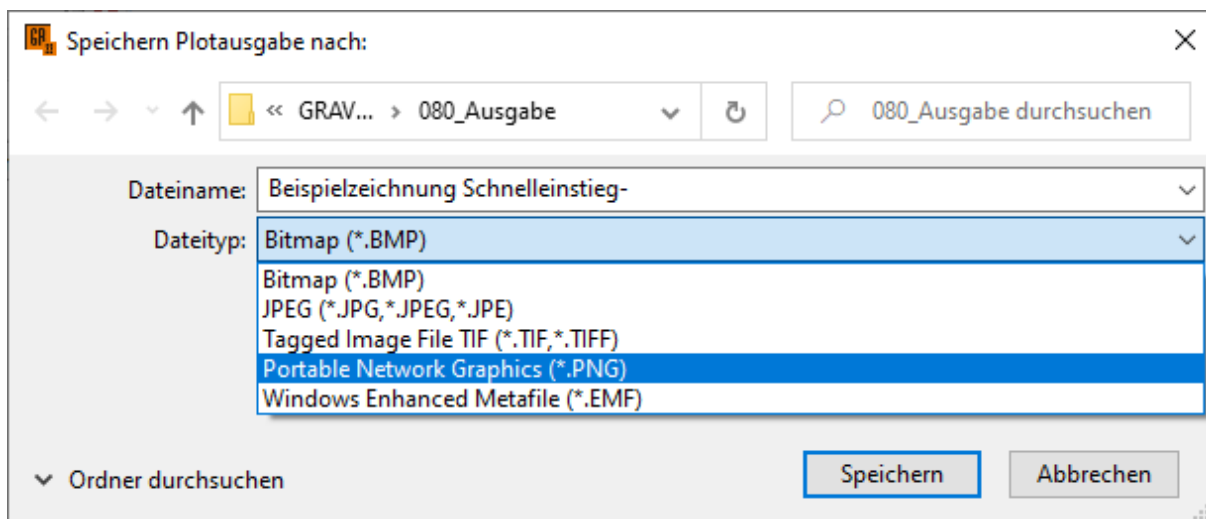 Speichern Plotausgabe nach:
« GRAV... › 080_Ausgabe
080_Ausgabe durchsuchen
Dateiname: Beispielzeichnung Schnelleinstieg-
Dateityp: Bitmap (*.BMP)
Bitmap (*.BMP)
JPEG (*.JPG,*.JPEG,*.JPE)
Tagged Image File TIF (*.TIF,*.TIFF)
Portable Network Graphics (*.PNG)
Windows Enhanced Metafile (*.EMF)
Ordner durchsuchen
Speichern
Abbrechen